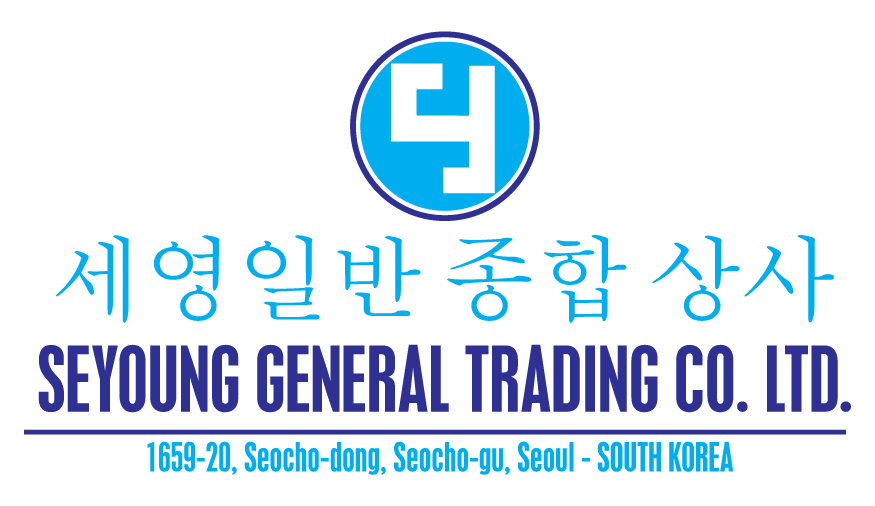 세영일반 종합 상사
SEYOUNG GENERAL TRADING CO. LTD.
1659-20, Seocho-dong, Seocho-gu, Seoul - SOUTH KOREA